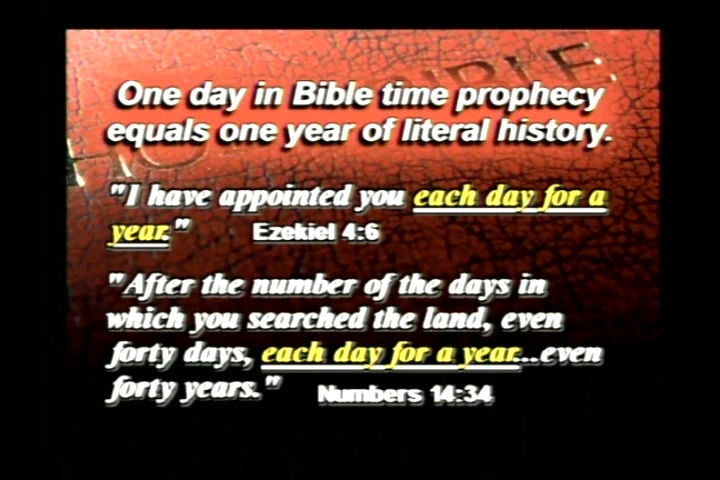 One day in Bible time prophecy
equals one year of literal history.
"I have appointed you each day for a
year." Ezekiel 4:6
"After the number of the days in
which you searched the land, even
forty days, each day for a year...even
forty years." Numbers 14:34